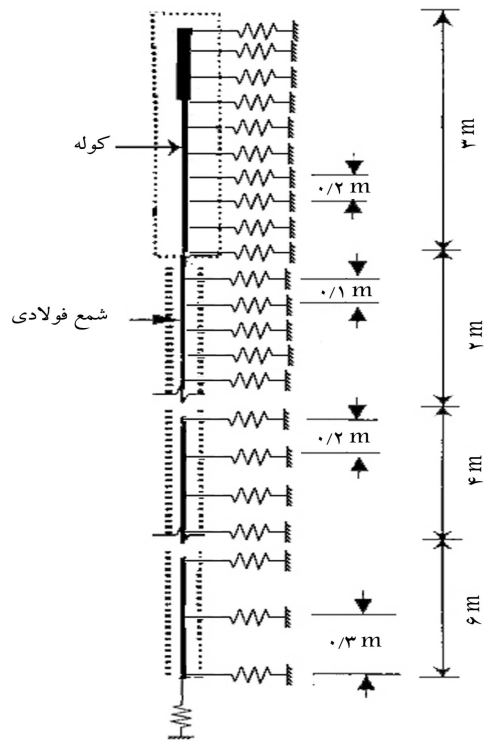 ۳ m
کوله
۰/۲ m
۰/۱ m
شمع فولادی
۲ m
۰/۲ m
۴ m
۶ m
۰/۳ m